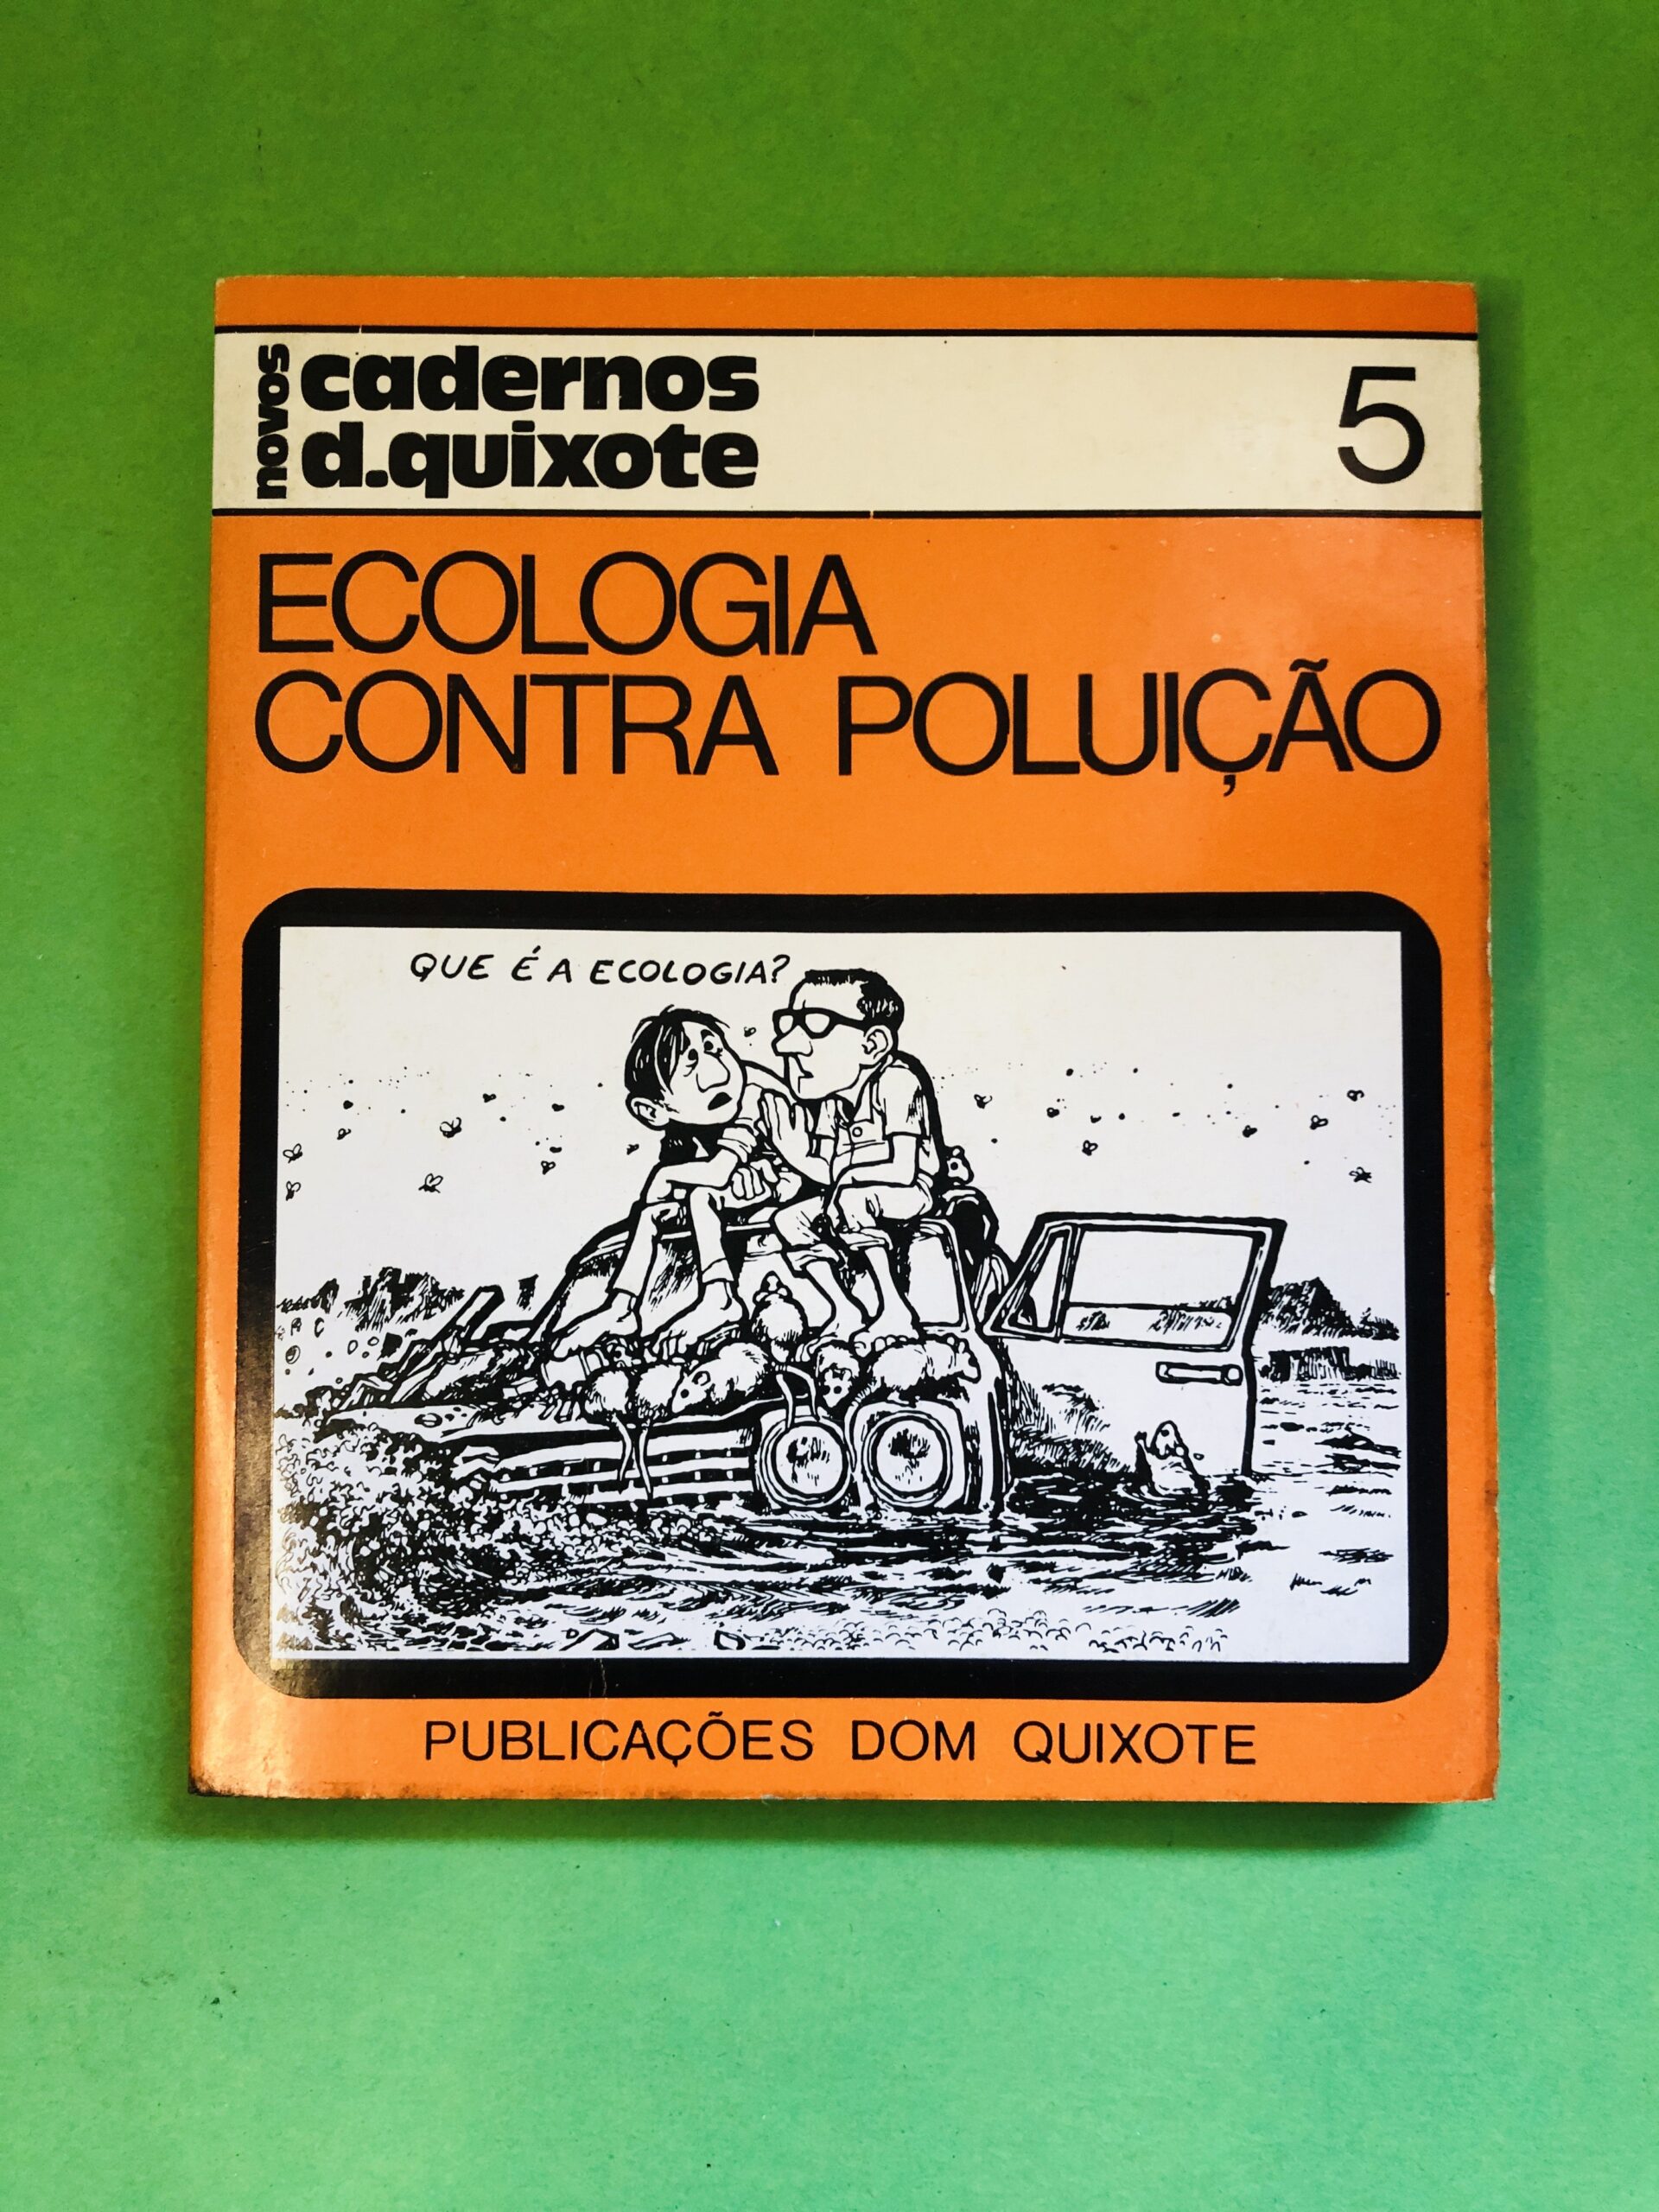 novos
cadernos
d.quixote
5
ECOLOGIA
CONTRA POLUIÇÃO
QUE É A ECOLOGIA?
PUBLICAÇÕES DOM QUIXOTE